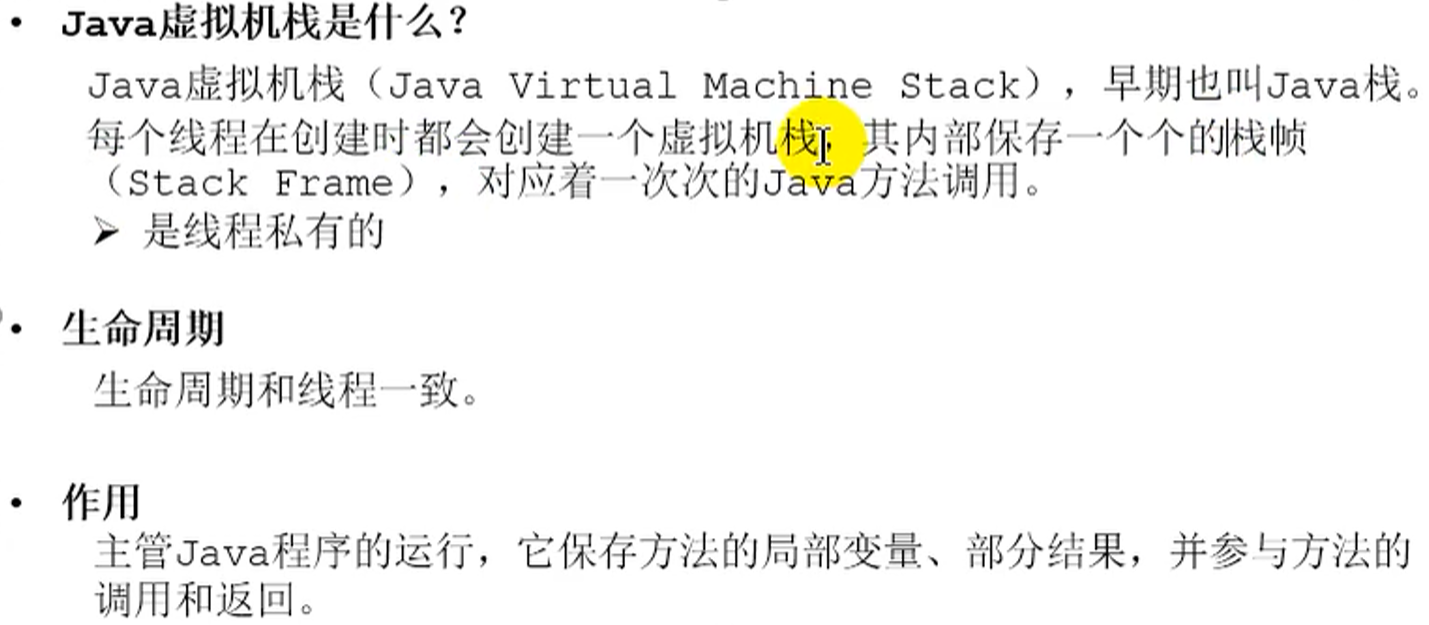 • Java虚拟机栈是什么？
Java虚拟机栈（Java Virtual Machine Stack），早期也叫Java栈。
每个线程在创建时都会创建一个虚拟机栈，其内部保存一个个的栈帧
（Stack Frame），对应着一次次的Java方法调用。
➢ 是线程私有的
• 生命周期
生命周期和线程一致。
• 作用
主管Java程序的运行，它保存方法的局部变量、部分结果，并参与方法的
调用和返回。